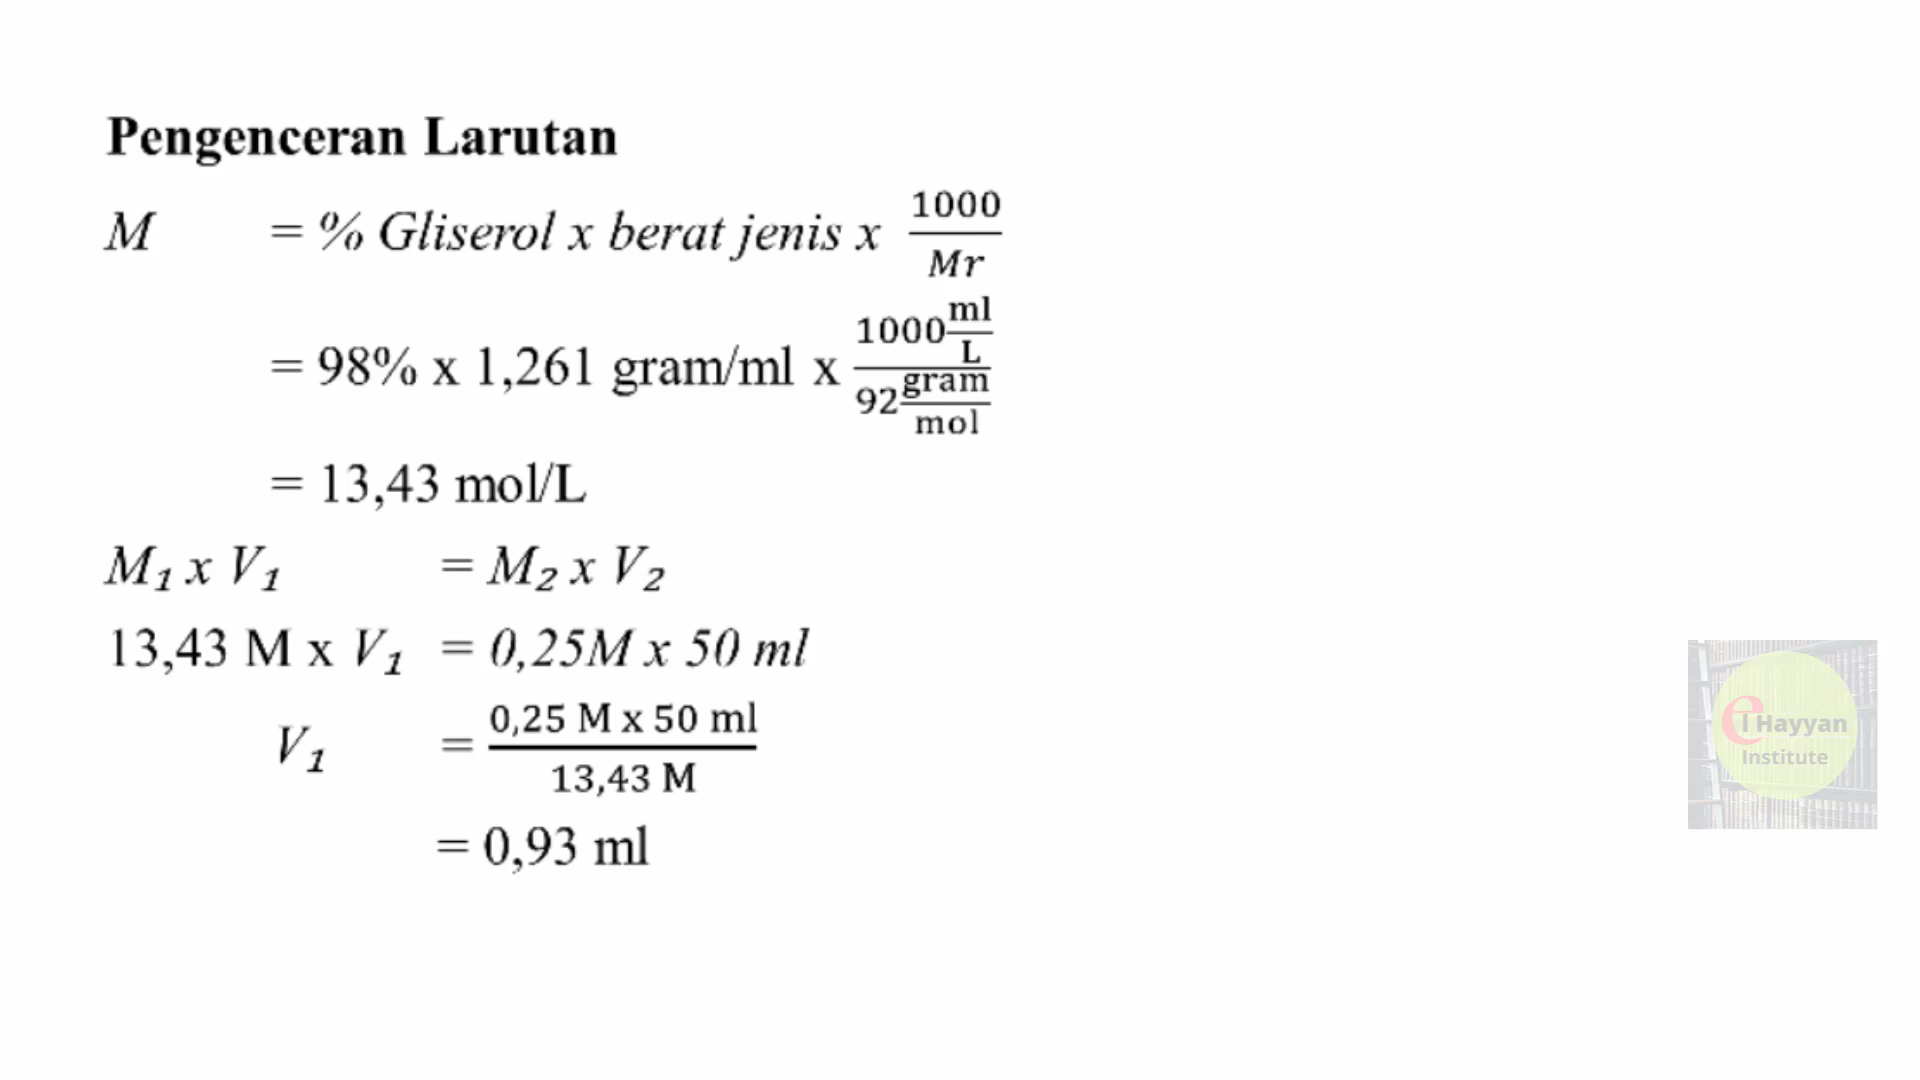 Pengenceran Larutan
M = % Gliserol x berat jenis x 1000/Mr
= 98% x 1,261 gram/ml x 1000 ml/L / 92 gram/mol
= 13,43 mol/L
M₁ x V₁ = M₂ x V₂
13,43 M x V₁ = 0,25M x 50 ml
V₁ = 0,25 M x 50 ml / 13,43 M
= 0,93 ml
el Hayyan
Institute